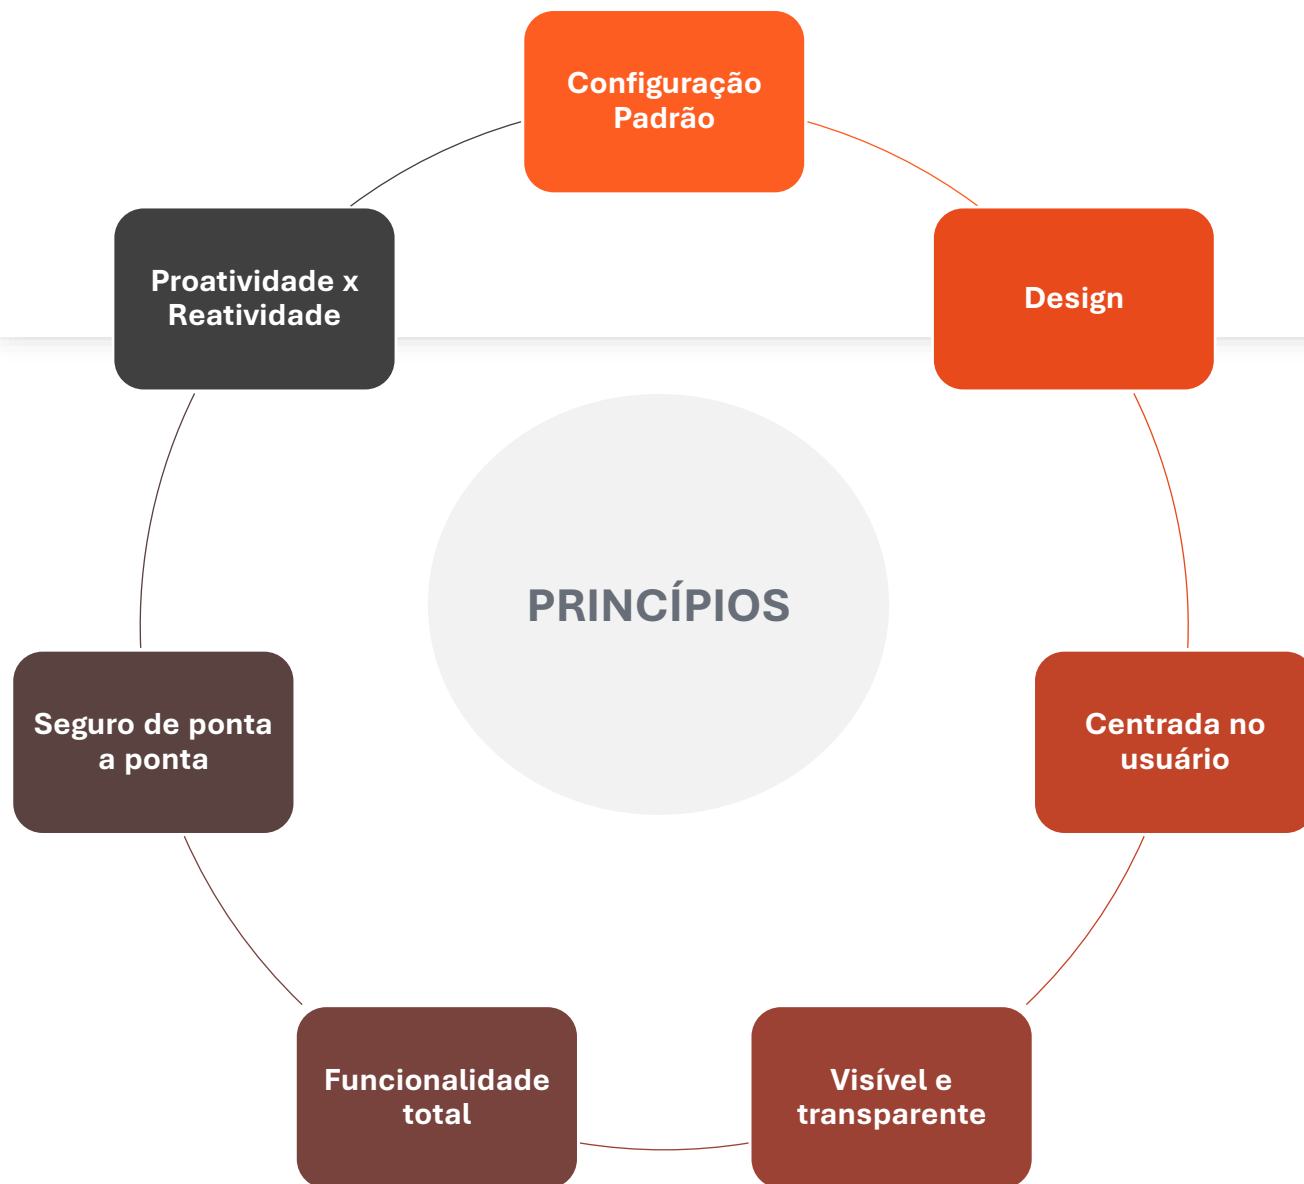 Configuração
Padrão
Proatividade x
Reatividade
Design
PRINCÍPIOS
Seguro de ponta
a ponta
Centrada no
usuário
Funcionalidade
total
Visível e
transparente